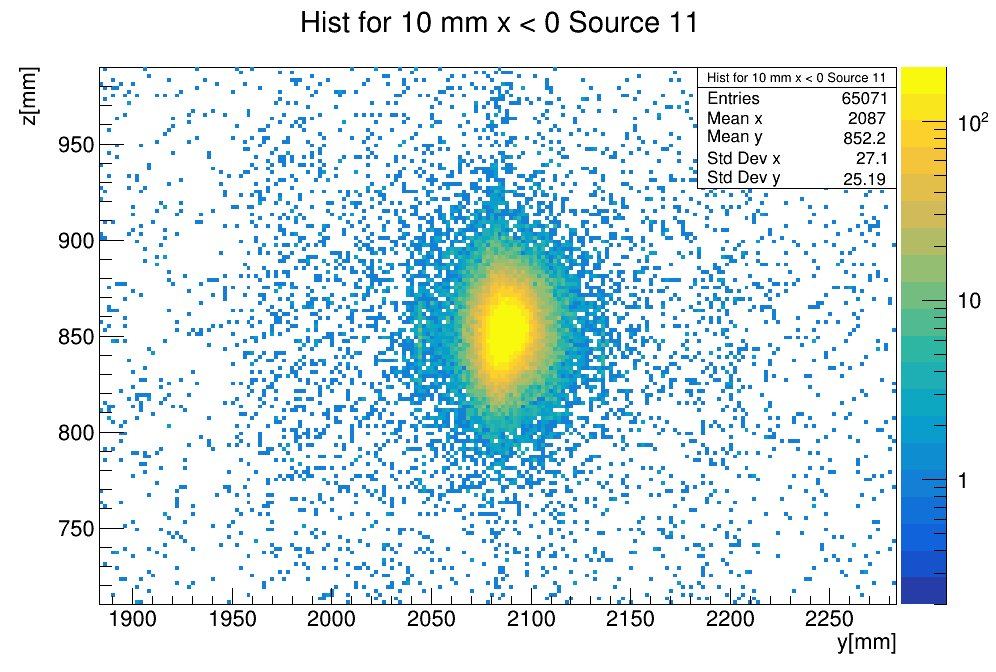 Hist for 10 mm x < 0 Source 11
z[mm]
Hist for 10 mm x < 0 Source 11
Entries 65071
Mean x 2087
Mean y 852.2
Std Dev x 27.1
Std Dev y 25.19
950
900
850
800
750
10²
10
1
1900 1950 2000 2050 2100 2150 2200 2250
y[mm]